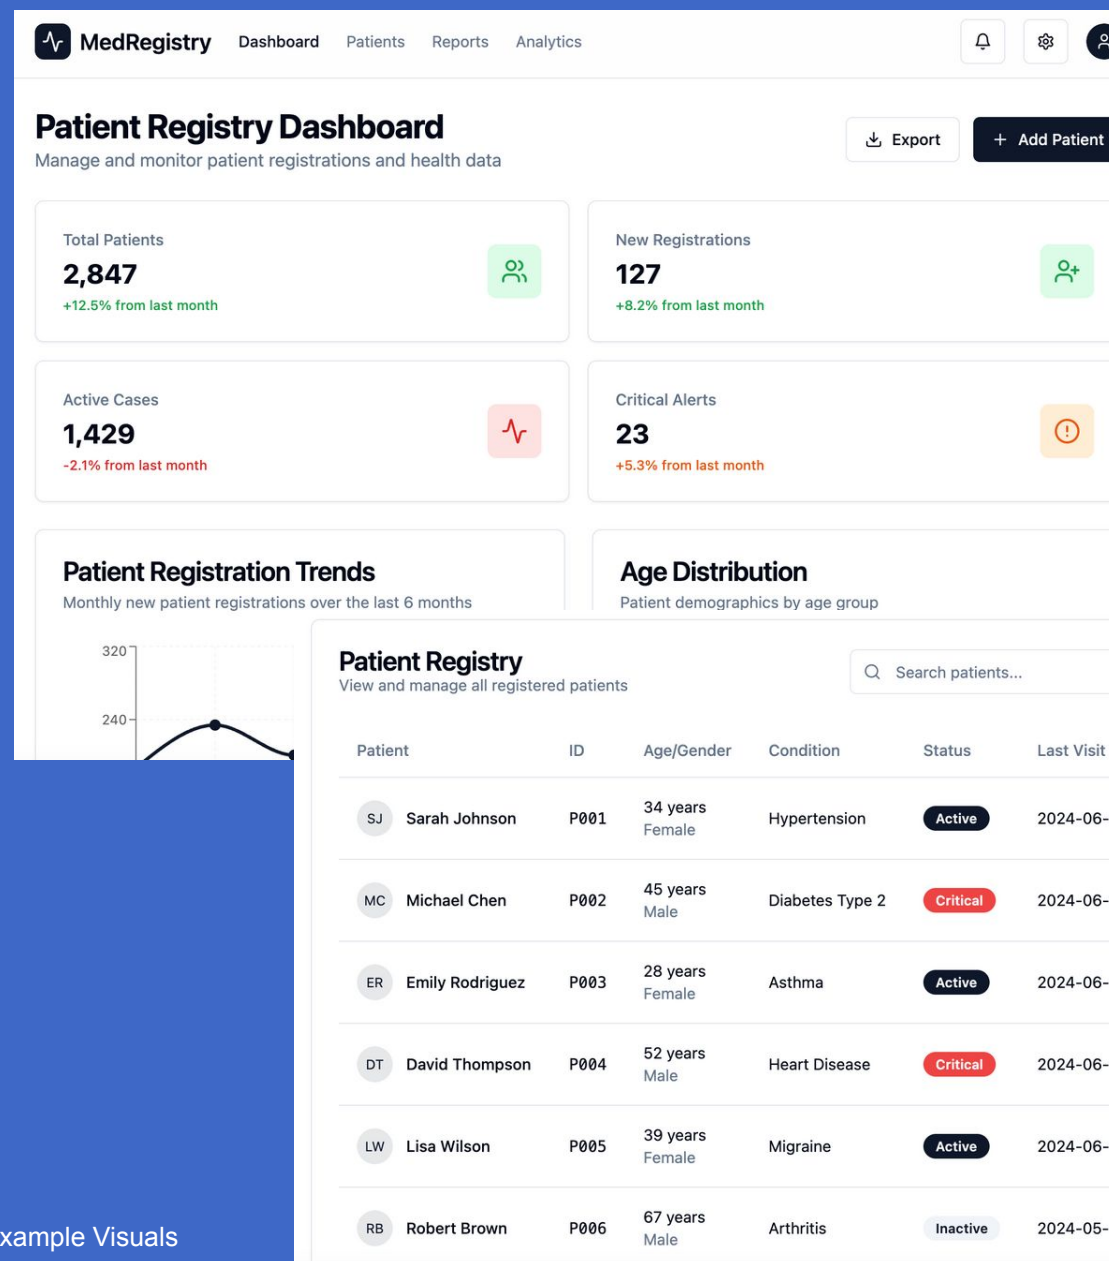 MedRegistry Dashboard Patients Reports Analytics
Patient Registry Dashboard
Manage and monitor patient registrations and health data
Export
+ Add Patient
Total Patients
2,847
+12.5% from last month
New Registrations
127
+8.2% from last month
Active Cases
1,429
-2.1% from last month
Critical Alerts
23
+5.3% from last month
Patient Registration Trends
Monthly new patient registrations over the last 6 months
320
240
Age Distribution
Patient demographics by age group
Patient Registry
View and manage all registered patients
Search patients...
Patient ID Age/Gender Condition Status Last Visit
SJ Sarah Johnson P001 34 years Female Hypertension Active 2024-06-
MC Michael Chen P002 45 years Male Diabetes Type 2 Critical 2024-06-
ER Emily Rodriguez P003 28 years Female Asthma Active 2024-06-
DT David Thompson P004 52 years Male Heart Disease Critical 2024-06-
LW Lisa Wilson P005 39 years Female Migraine Active 2024-06-
RB Robert Brown P006 67 years Male Arthritis Inactive 2024-05-
xample Visuals